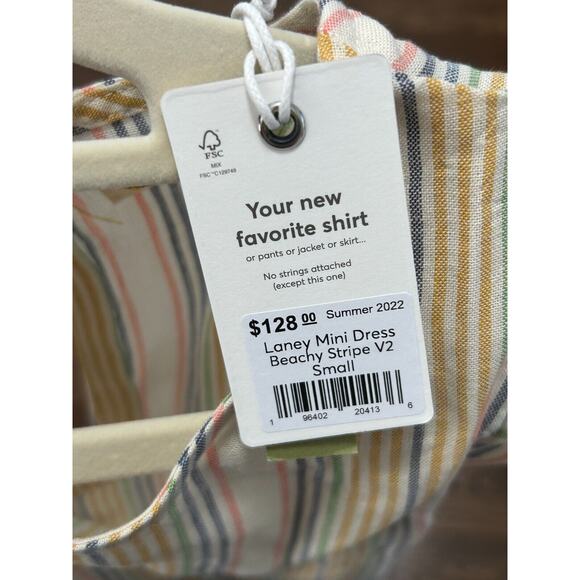 FSC
MIX
FSC™C129749
Your new
favorite shirt
or pants or jacket or skirt...
No strings attached
(except this one)
$128 00 Summer 2022
Laney Mini Dress
Beachy Stripe V2
Small
1 96402 20413 6